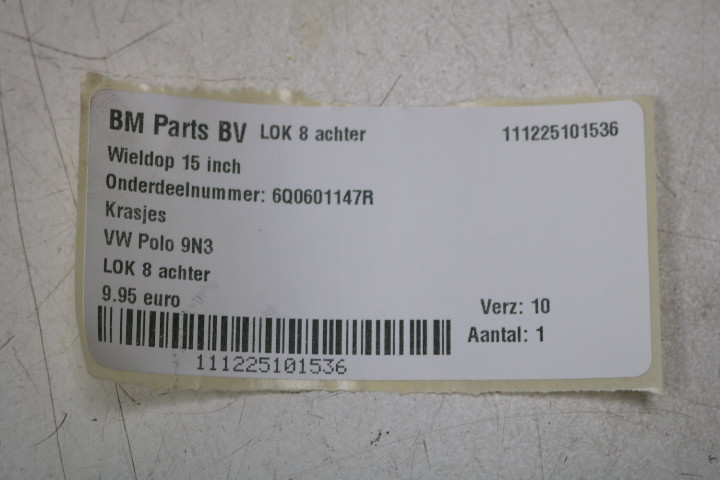 BM Parts BV LOK 8 achter 111225101536
Wieldop 15 inch
Onderdeelnummer: 6Q0601147R
Krasjes
VW Polo 9N3
LOK 8 achter
9.95 euro
Verz: 10
Aantal: 1
111225101536